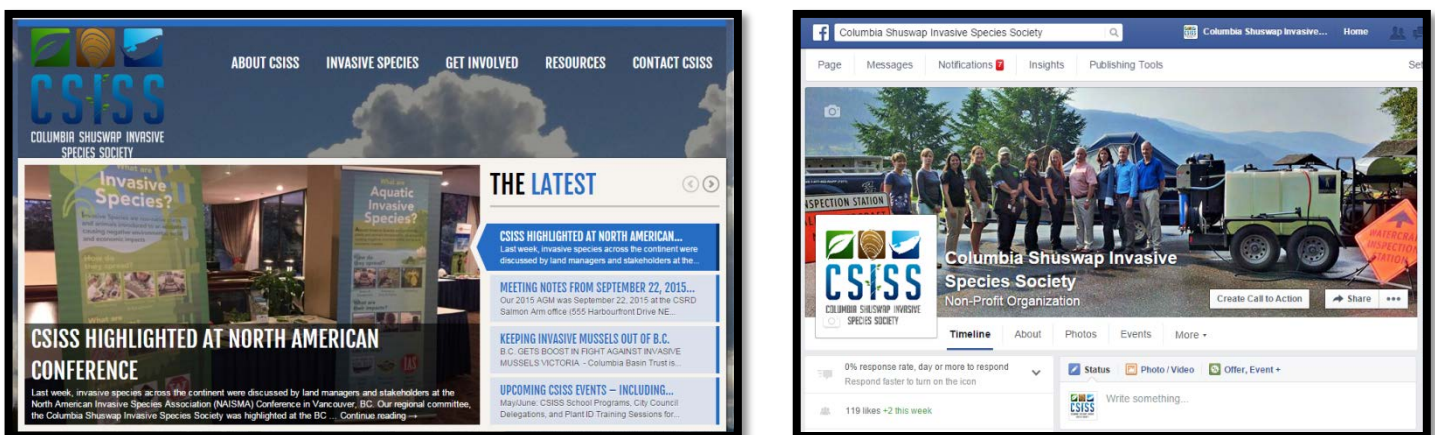 CSISS
COLUMBIA SHUSWAP INVASIVE
SPECIES SOCIETY
ABOUT CSISS INVASIVE SPECIES GET INVOLVED RESOURCES CONTACT CSISS
What are
Invasive
Species?
How do
they spread?
What are
Aquatic
Invasive
Species?
CSISS HIGHLIGHTED AT NORTH AMERICAN
CONFERENCE
Last week, invasive species across the continent were discussed by land managers and stakeholders at the
North American Invasive Species Association (NAISMA) Conference in Vancouver, BC. Our regional committee,
the Columbia Shuswap Invasive Species Society was highlighted at the BC ... Continue reading →
THE LATEST
CSISS HIGHLIGHTED AT NORTH AMERICAN...
Last week, invasive species across the continent were
discussed by land managers and stakeholders at the...
MEETING NOTES FROM SEPTEMBER 22, 2015...
Our 2015 AGM was September 22, 2015 at the CSRD
Salmon Arm office (555 Harbourfront Drive NE...
KEEPING INVASIVE MUSSELS OUT OF B.C.
B.C. GETS BOOST IN FIGHT AGAINST INVASIVE
MUSSELS VICTORIA - Columbia Basin Trust is...
UPCOMING CSISS EVENTS – INCLUDING...
May/June: CSISS School Programs, City Council
Delegations, and Plant ID Training Sessions for...
f Columbia Shuswap Invasive Species Society Columbia Shuswap Invasive... Home
Page Messages Notifications 7 Insights Publishing Tools Set
INSPECTION STATION
WATERCRA
INSPECTION
CSISS
COLUMBIA SHUSWAP INVASIVE
SPECIES SOCIETY
Columbia Shuswap Invasive
Species Society
Non-Profit Organization
Create Call to Action Share •••
Timeline About Photos Events More
0% response rate, day or more to respond
Respond faster to turn on the icon
119 likes +2 this week
Status Photo / Video Offer, Event +
CSISS
Write something...